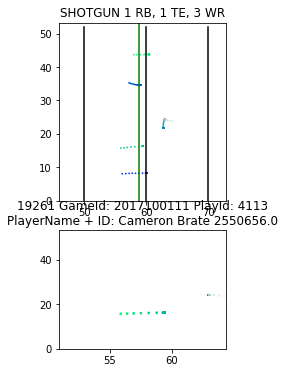 SHOTGUN 1 RB, 1 TE, 3 WR
50
40
30
20
10
0
50 60 70
19261 GameId: 2017100111 PlayId: 4113
PlayerName + ID: Cameron Brate 2550656.0
40
20
0
55 60